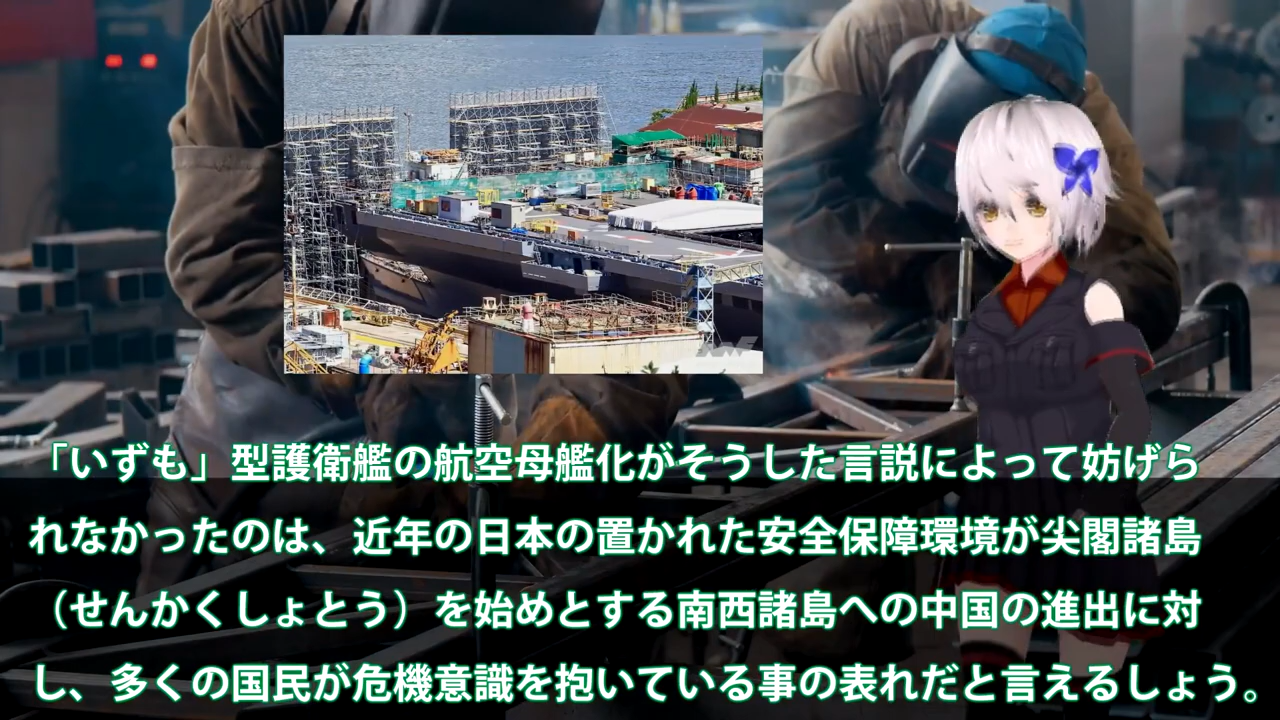 「いずも」型護衛艦の航空母艦化がそうした言説によって妨げら
れなかったのは、近年の日本の置かれた安全保障環境が尖閣諸島
（せんかくしょとう）を始めとする南西諸島への中国の進出に対
し、多くの国民が危機意識を抱いている事の表れだと言えるしょう。